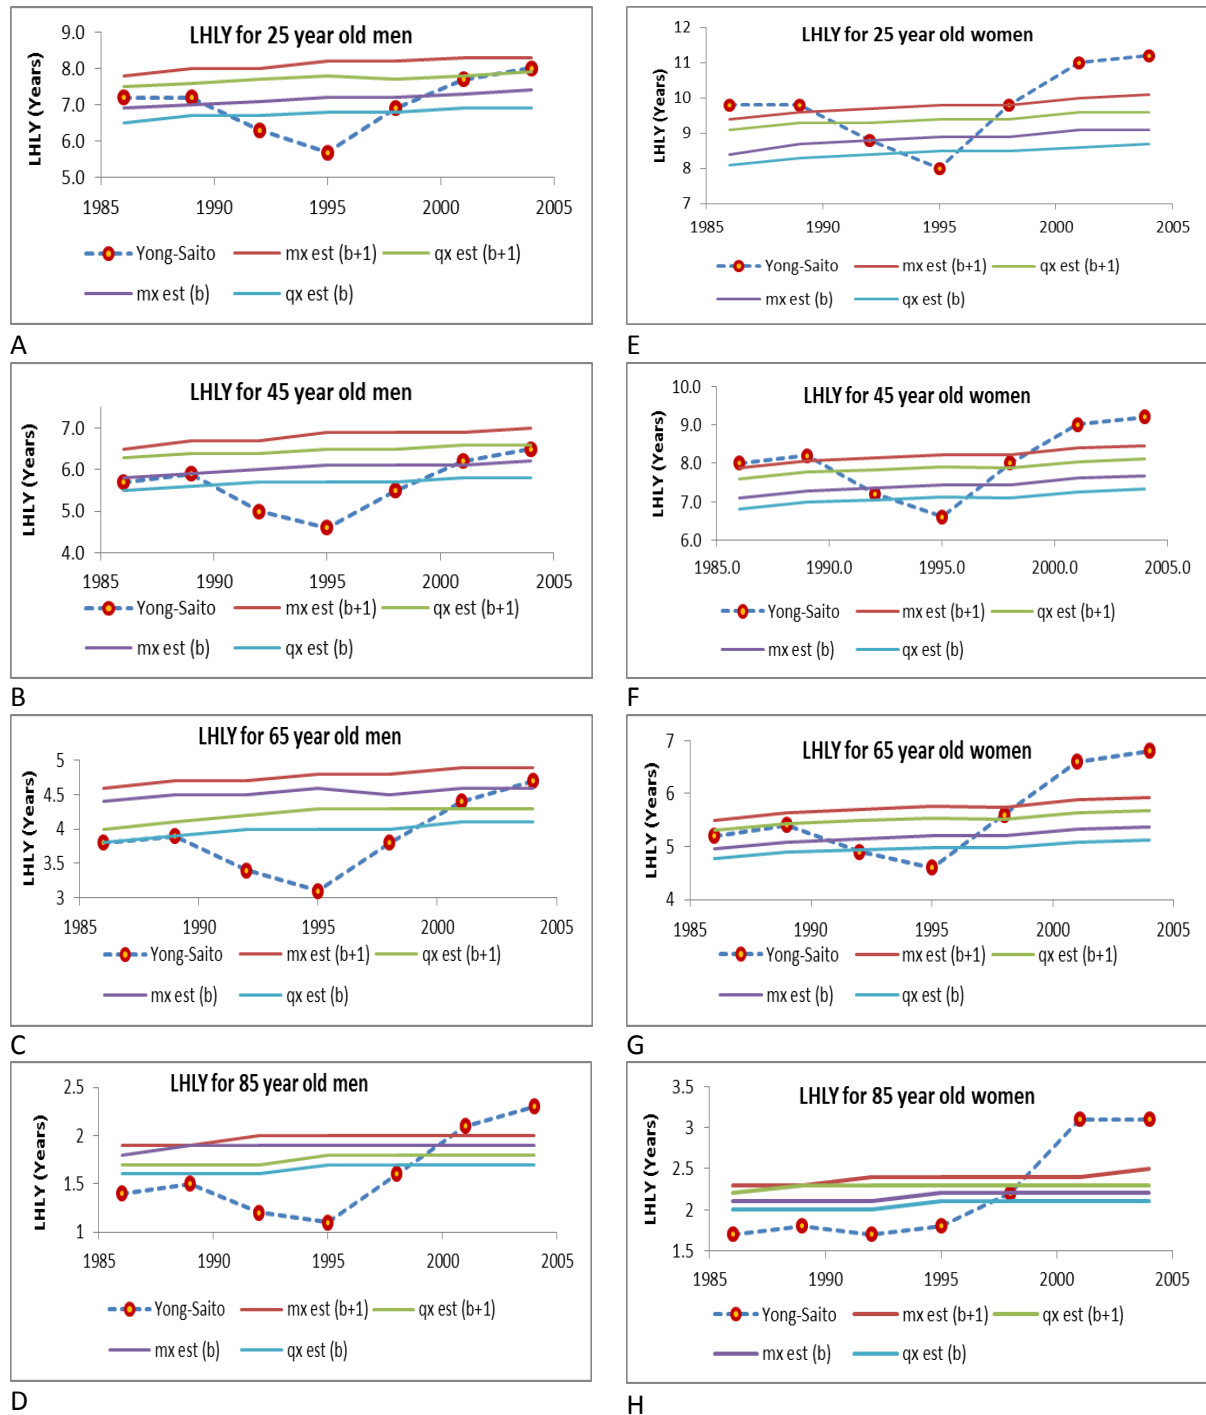 LHLY for 25 year old men
LHLY (Years)
9.0
8.0
7.0
6.0
5.0
1985 1990 1995 2000 2005
Yong-Saito mx est (b+1) qx est (b+1)
mx est (b) qx est (b)
A
LHLY for 45 year old men
LHLY (Years)
7.0
6.0
5.0
4.0
1985 1990 1995 2000 2005
Yong-Saito mx est (b+1) qx est (b+1)
mx est (b) qx est (b)
B
LHLY for 65 year old men
LHLY (Years)
5
4.5
4
3.5
3
1985 1990 1995 2000 2005
Yong-Saito mx est (b+1) qx est (b+1)
mx est (b) qx est (b)
C
LHLY for 85 year old men
LHLY (Years)
2.5
2
1.5
1
1985 1990 1995 2000 2005
Yong-Saito mx est (b+1) qx est (b+1)
mx est (b) qx est (b)
D
LHLY for 25 year old women
LHLY (Years)
12
11
10
9
8
7
1985 1990 1995 2000 2005
Yong-Saito mx est (b+1) qx est (b+1)
mx est (b) qx est (b)
E
LHLY for 45 year old women
LHLY (Years)
10.0
9.0
8.0
7.0
6.0
1985.0 1990.0 1995.0 2000.0 2005.0
Yong-Saito mx est (b+1) qx est (b+1)
mx est (b) qx est (b)
F
LHLY for 65 year old women
LHLY (Years)
7
6
5
4
1985 1990 1995 2000 2005
Yong-Saito mx est (b+1) qx est (b+1)
mx est (b) qx est (b)
G
LHLY for 85 year old women
LHLY (Years)
3.5
3
2.5
2
1.5
1985 1990 1995 2000 2005
Yong-Saito mx est (b+1) qx est (b+1)
mx est (b) qx est (b)
H